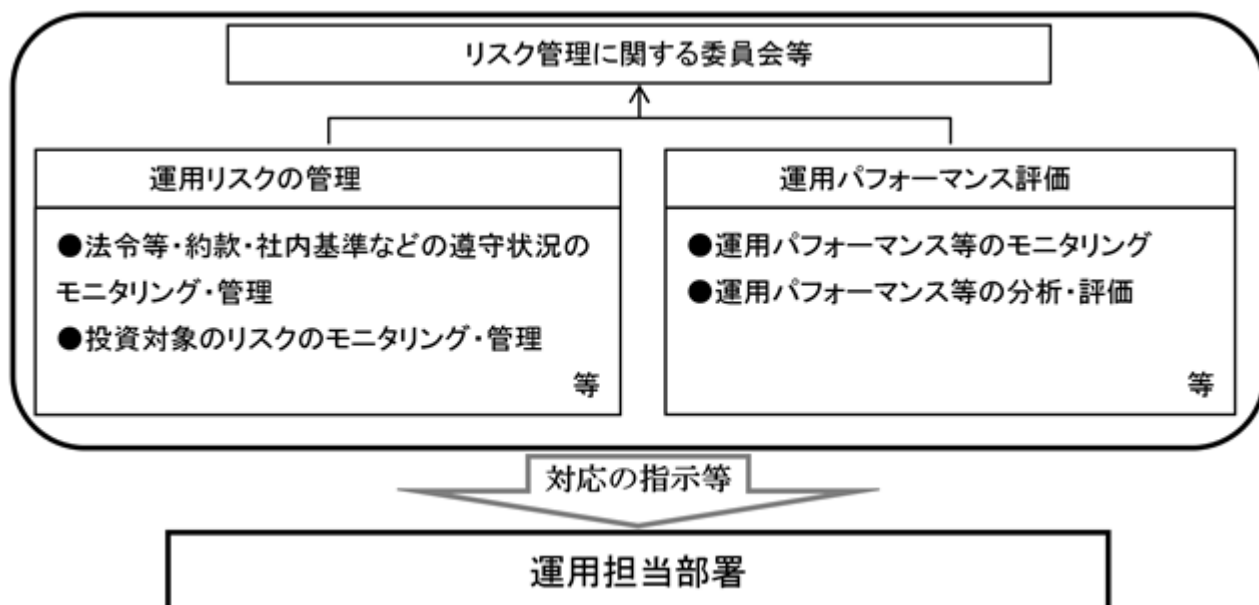 リスク管理に関する委員会等
運用リスクの管理
●法令等・約款・社内基準などの遵守状況の
モニタリング・管理
●投資対象のリスクのモニタリング・管理
等
運用パフォーマンス評価
●運用パフォーマンス等のモニタリング
●運用パフォーマンス等の分析・評価
等
対応の指示等
運用担当部署